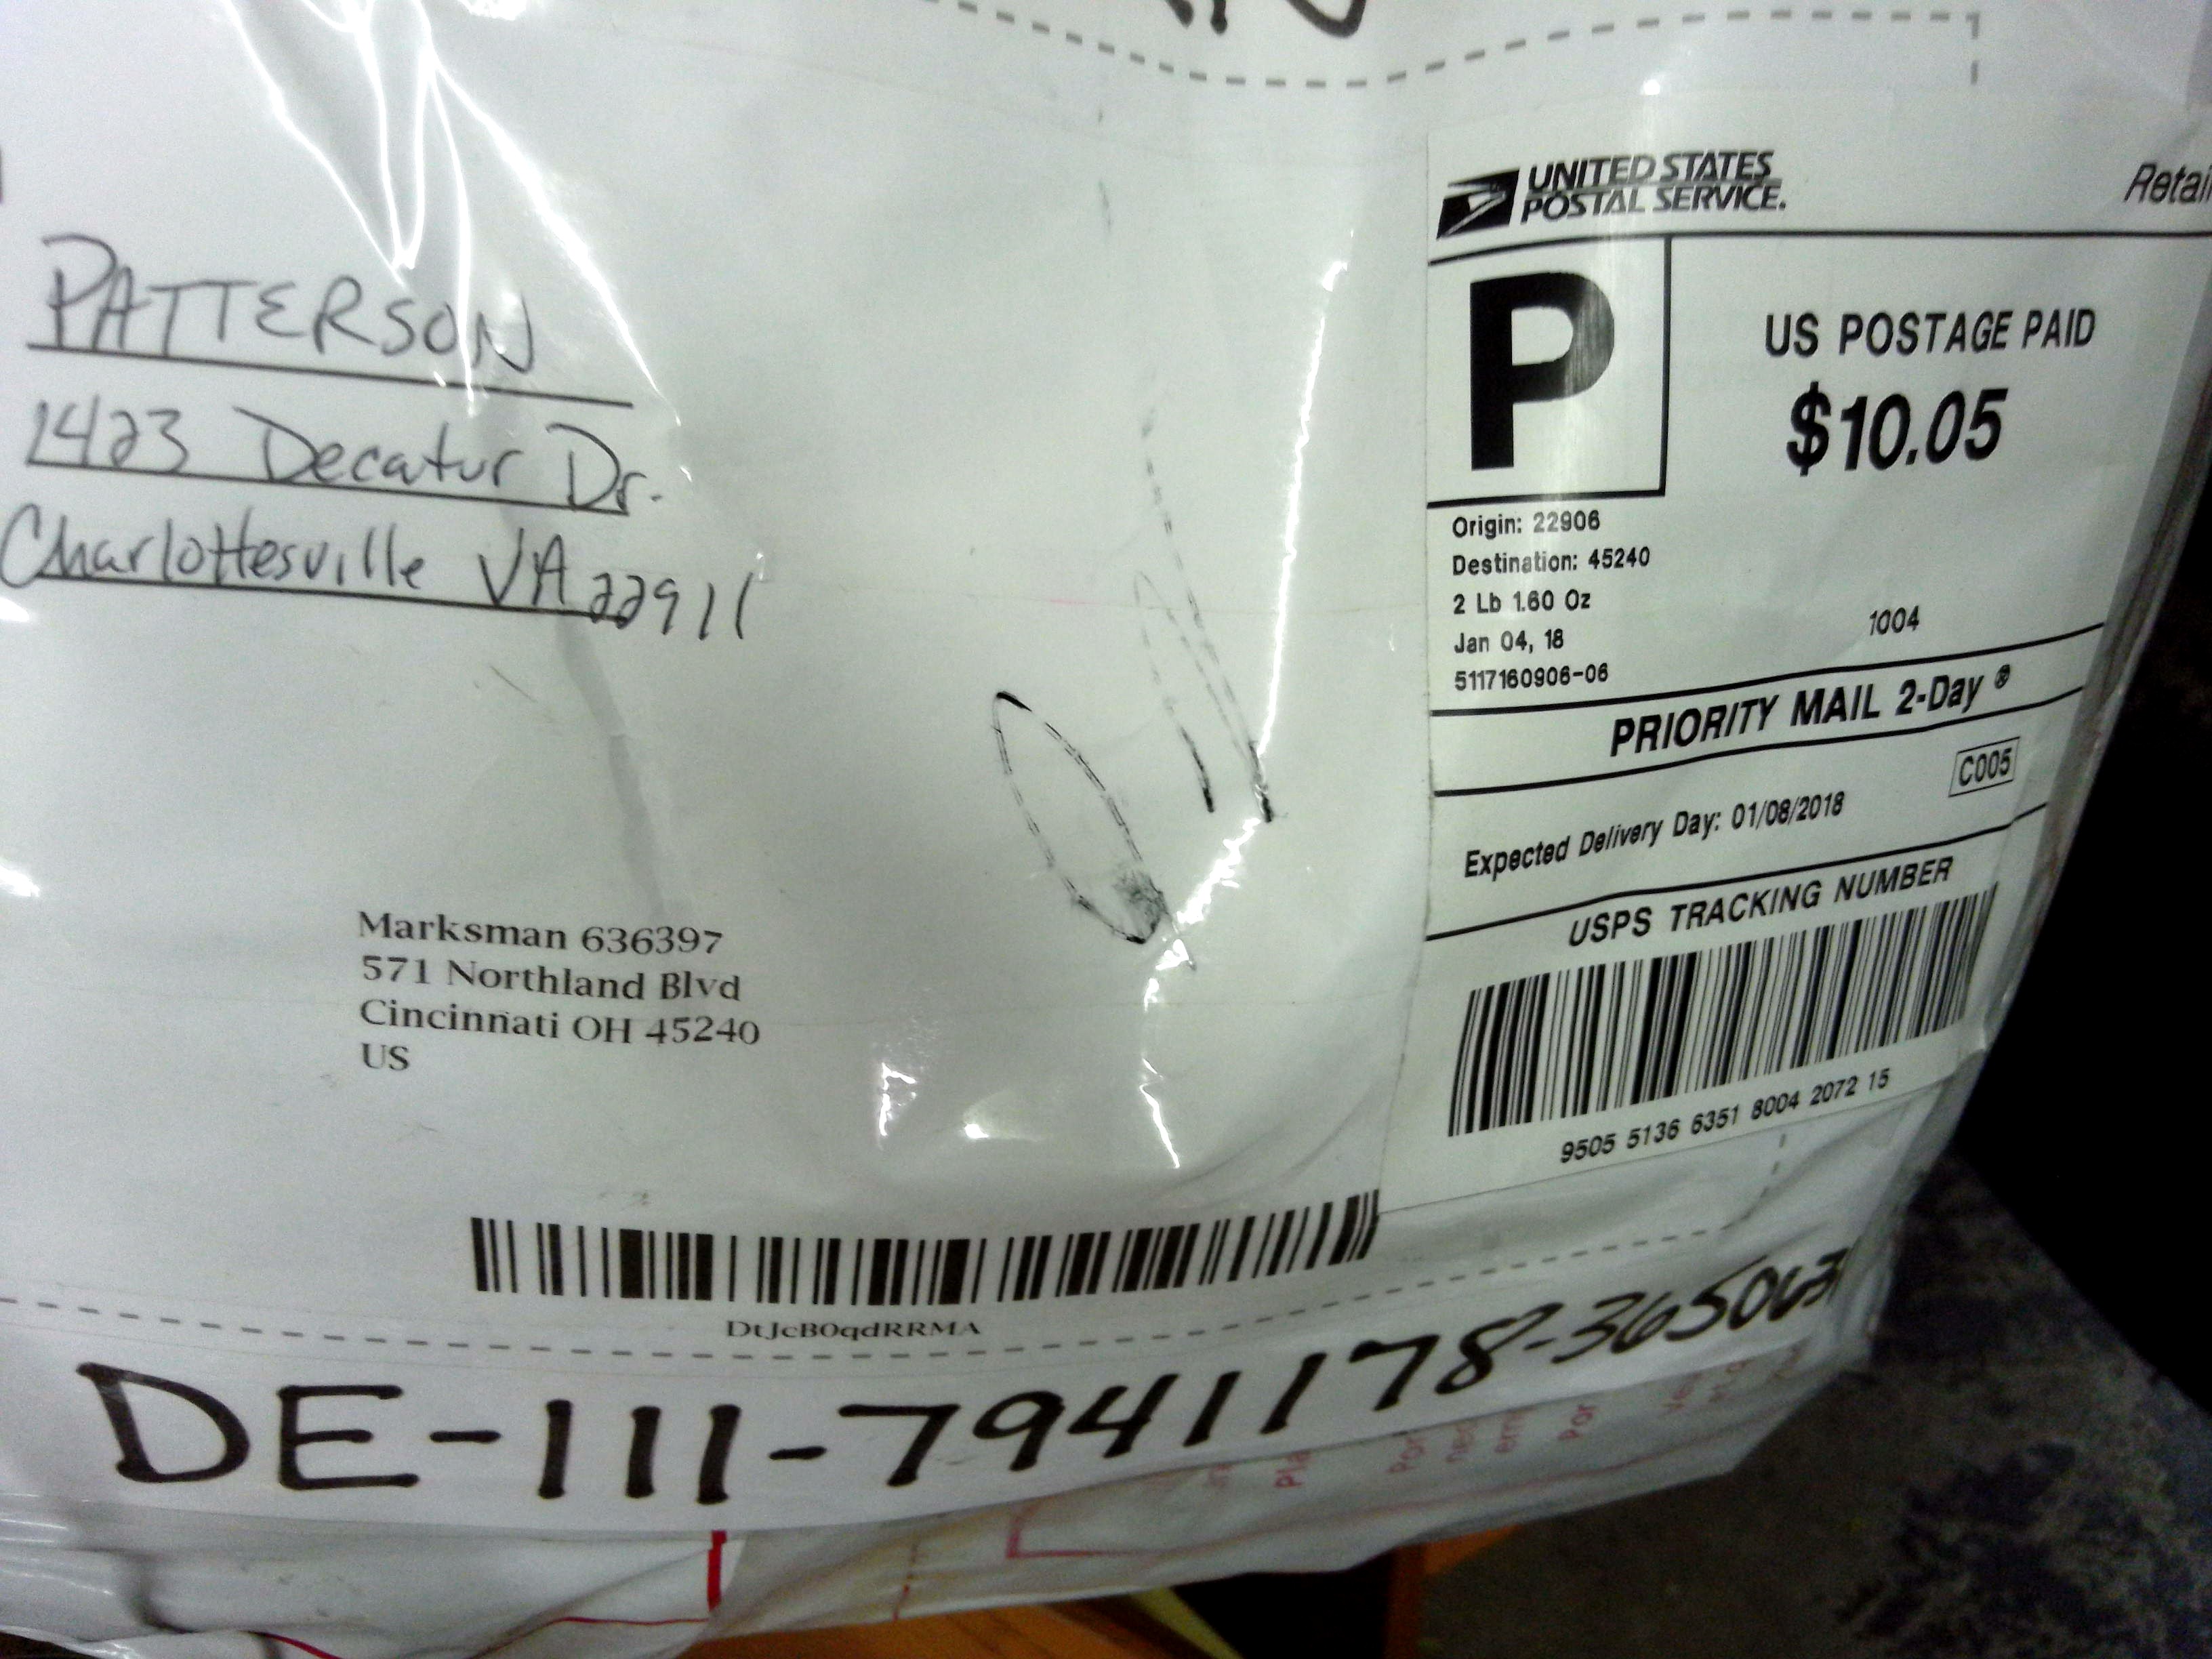 PATTERSON
1423 Decatur Dr.
Charlottesville VA 22911
Marksman 636397
571 Northland Blvd
Cincinnati OH 45240
US
DtJcB0qdRRMA
DE-111-7941178-365063
UNITED STATES
POSTAL SERVICE.
Retail
P
US POSTAGE PAID
$10.05
Origin: 22906
Destination: 45240
2 Lb 1.60 Oz
Jan 04, 18
5117160906-06
1004
PRIORITY MAIL 2-Day ®
C005
Expected Delivery Day: 01/08/2018
USPS TRACKING NUMBER
9505 5136 6351 8004 2072 15